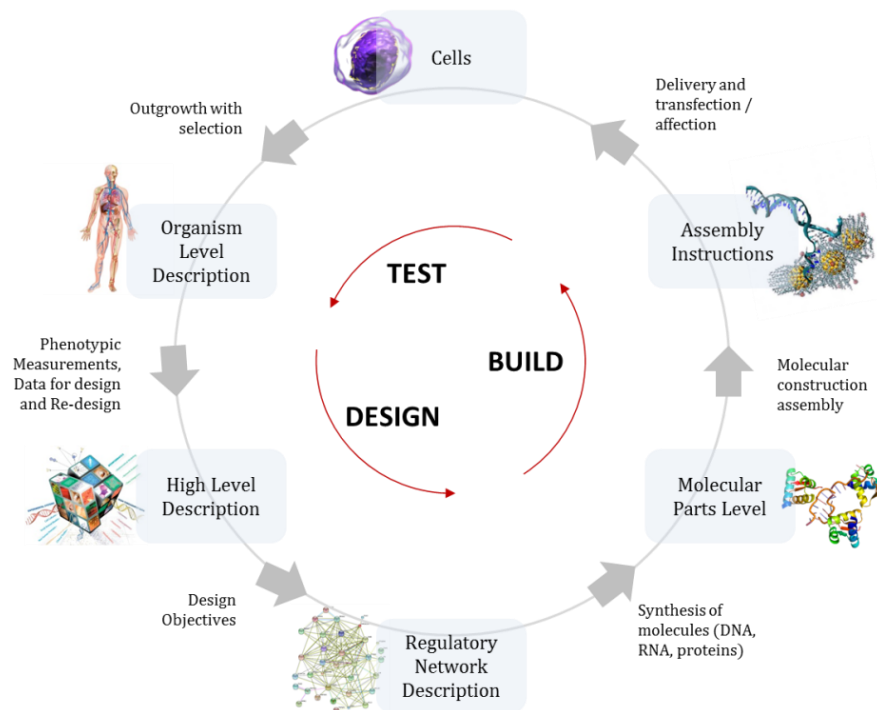 Cells
Delivery and
transfection /
affection
Outgrowth with
selection
Organism
Level
Description
Assembly
Instructions
TEST
BUILD
DESIGN
Phenotypic
Measurements,
Data for design
and Re-design
Molecular
construction
assembly
High Level
Description
Molecular
Parts Level
Design
Objectives
Synthesis of
molecules (DNA,
RNA, proteins)
Regulatory
Network
Description